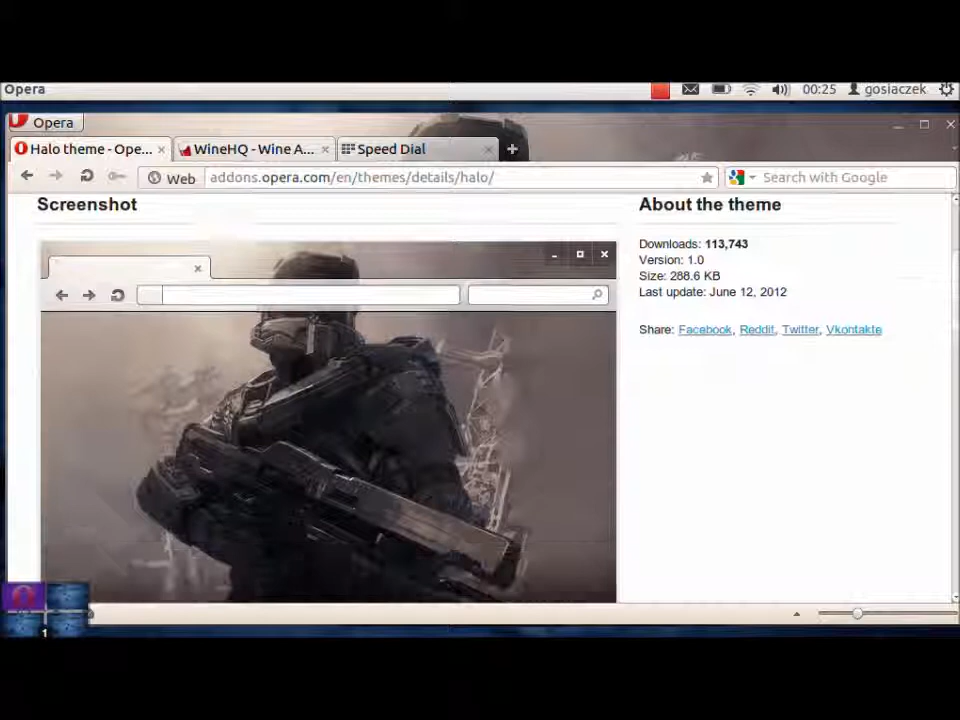 Opera
00:25 gosiaczek
Opera
Halo theme - Ope...
WineHQ - Wine A...
Speed Dial
Web addons.opera.com/en/themes/details/halo/
Search with Google
Screenshot
About the theme
Downloads: 113,743
Version: 1.0
Size: 288.6 KB
Last update: June 12, 2012
Share: Facebook, Reddit, Twitter, Vkontakte
1